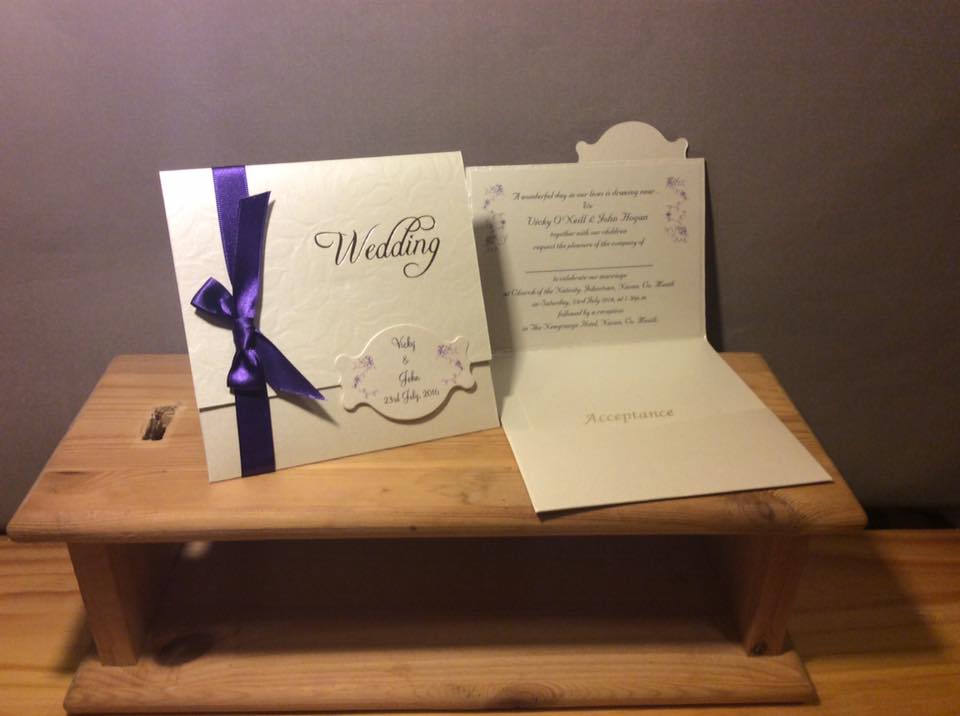 Wedding
Vicky
&
John
23rd July, 2016
A wonderful day in our lives is drawing near
We
Vicky O'Neill & John Hogan
together with our children
request the pleasure of the company of
to celebrate our marriage
at Church of the Nativity, Johnstown, Navan, Co. Meath
on Saturday, 23rd July 2016, at 1.30p.m
followed by a reception
in The Newgrange Hotel, Navan, Co. Meath.
Acceptance